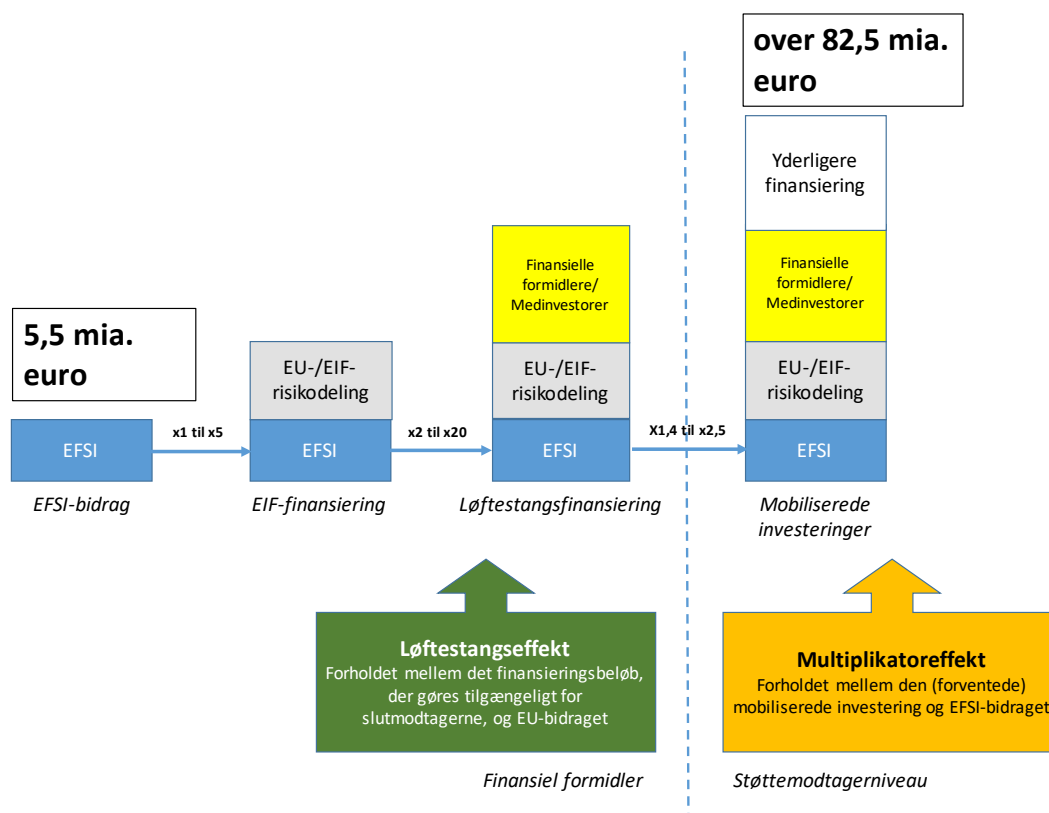 over 82,5 mia.
euro
Yderligere
finansiering
Finansielle
formidlere/
Medinvestorer
Finansielle
formidlere/
Medinvestorer
5,5 mia.
euro
EU-/EIF-
risikodeling
EU-/EIF-
risikodeling
EU-/EIF-
risikodeling
EFSI
x1 til x5
EFSI
x2 til x20
EFSI
X1,4 til x2,5
EFSI
EFSI-bidrag
EIF-finansiering
Løftestangsfinansiering
Mobiliserede
investeringer
Løftestangseffekt
Forholdet mellem det finansieringsbeløb,
der gøres tilgængeligt for
slutmodtagerne, og EU-bidraget
Multiplikatoreffekt
Forholdet mellem den (forventede)
mobiliserede investering og EFSI-bidraget
Finansiel formidler
Støttemodtagerniveau